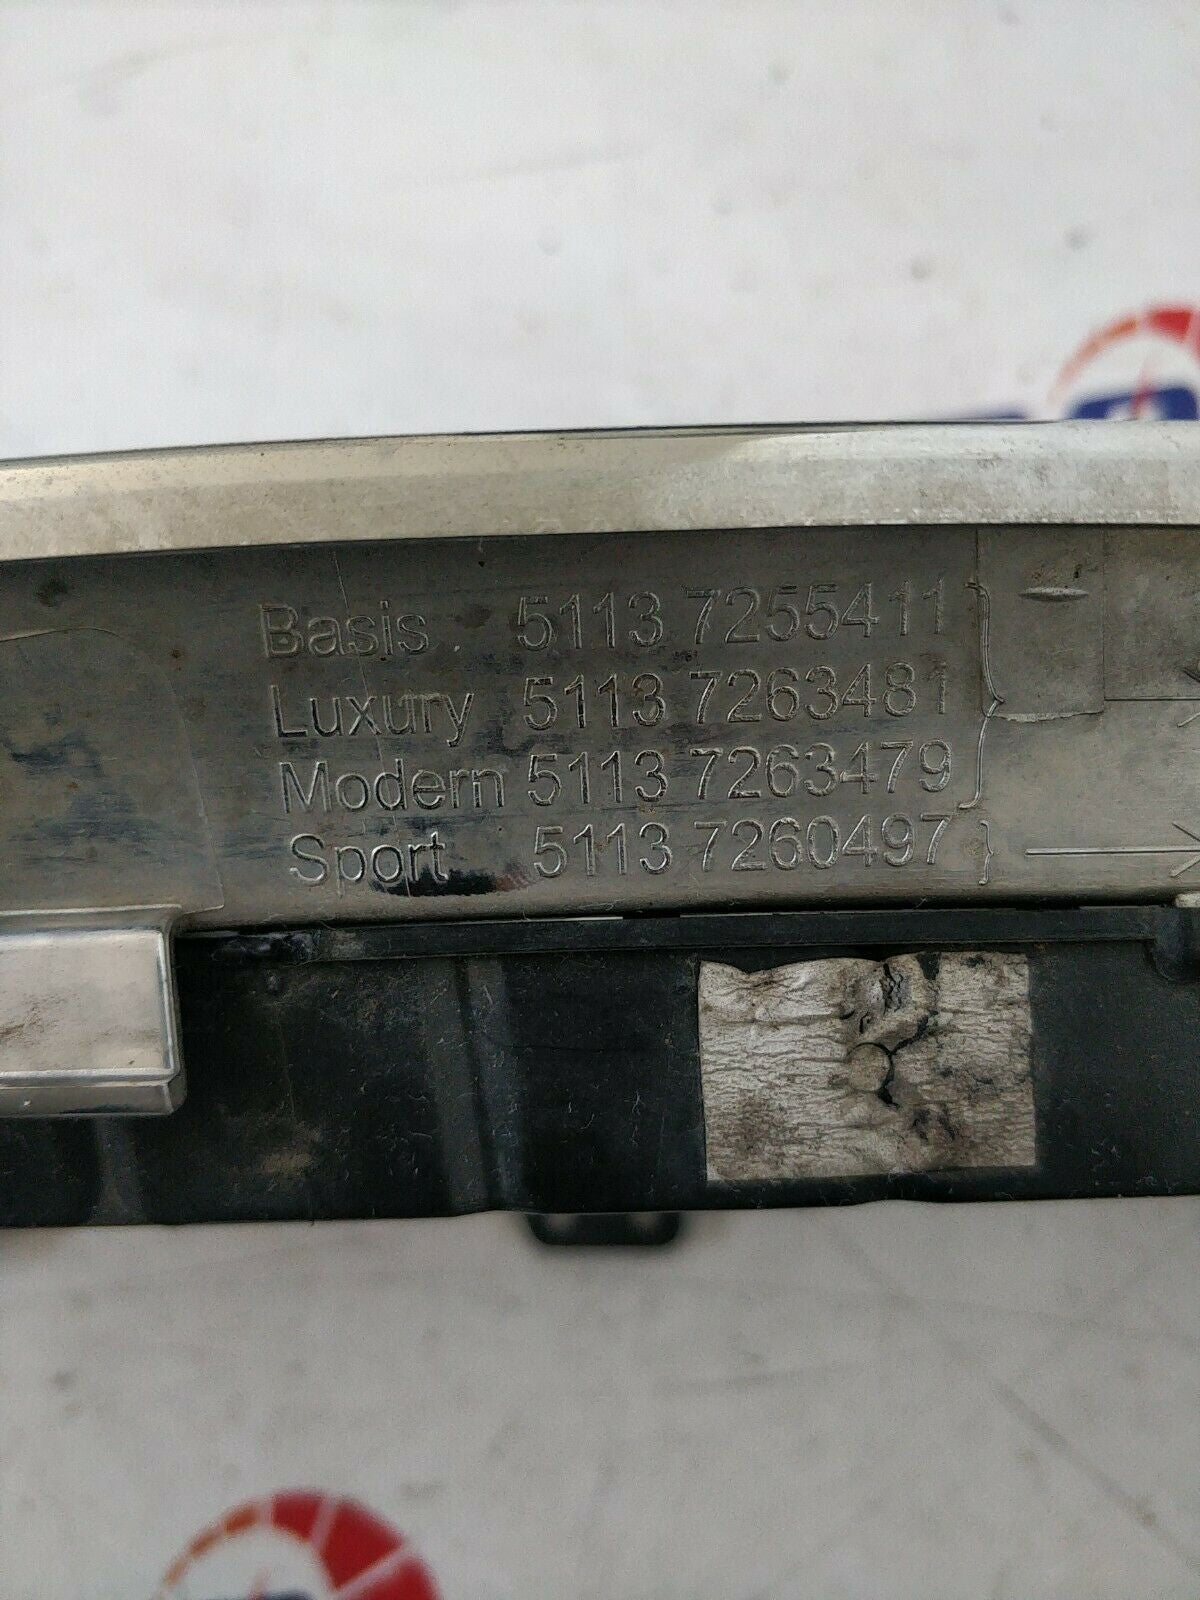 Basis 5113 7255411
Luxury 5113 7263481
Modern 5113 7263479
Sport 5113 7260497